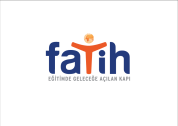 fatih
EĞİTİMDE GELECEĞE AÇILAN KAPI